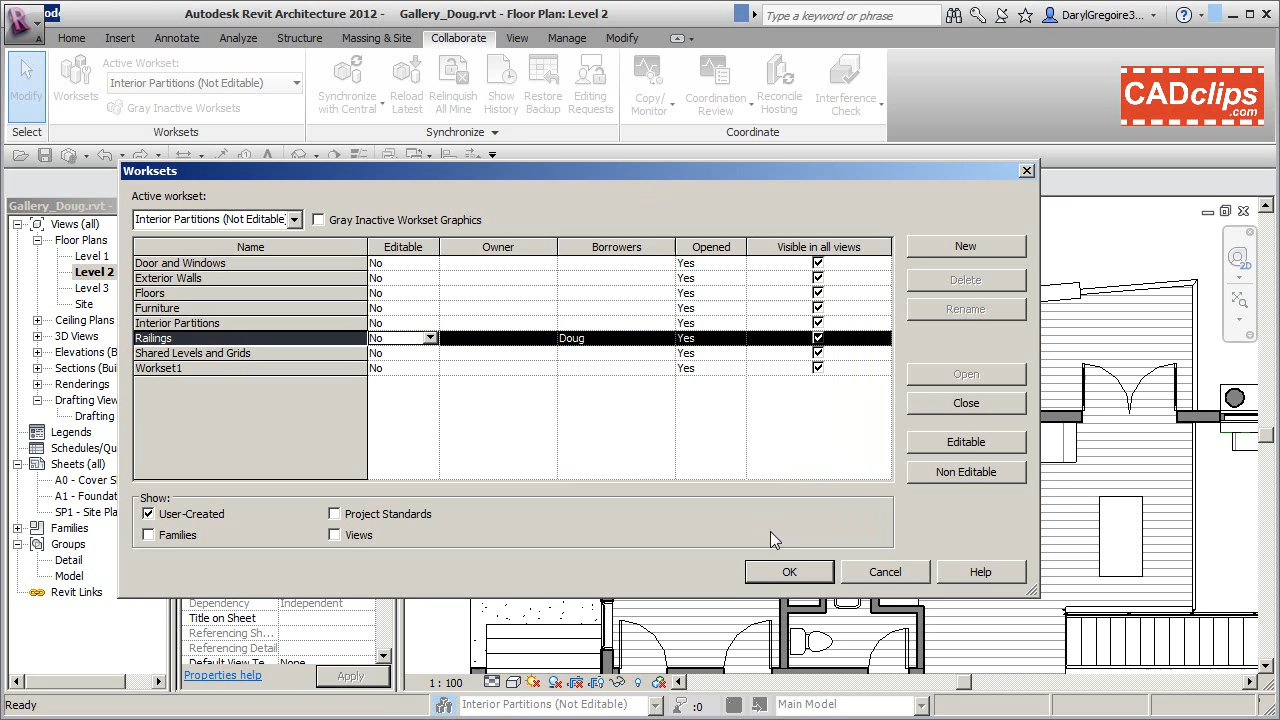 Autodesk Revit Architecture 2012 - Gallery_Doug.rvt - Floor Plan: Level 2
Type a keyword or phrase
DarylGregoire3...
Home Insert Annotate Analyze Structure Massing & Site Collaborate View Manage Modify
Modify
Worksets
Active Workset:
Interior Partitions (Not Editable)
Gray Inactive Worksets
Synchronize with Central
Reload Latest
Relinquish All Mine
Show History
Restore Backup
Editing Requests
Copy/ Monitor
Coordination Review
Reconcile Hosting
Interference Check
Select Worksets Synchronize Coordinate
CADclips
.com
Gallery_Doug.rvt
Views (all)
Floor Plans
Level 1
Level 2
Level 3
Site
Ceiling Plans
3D Views
Elevations (B
Sections (Bui
Renderings
Drafting View
Drafting
Legends
Schedules/Qu
Sheets (all)
A0 - Cover S
A1 - Foundat
SP1 - Site Pla
Families
Groups
Detail
Model
Revit Links
Worksets
Active workset:
Interior Partitions (Not Editable)
Gray Inactive Workset Graphics
Name Editable Owner Borrowers Opened Visible in all views
Door and Windows No Yes
Exterior Walls No Yes
Floors No Yes
Furniture No Yes
Interior Partitions No Yes
Railings No Doug Yes
Shared Levels and Grids No Yes
Workset1 No Yes
New
Delete
Rename
Open
Close
Editable
Non Editable
Show:
User-Created Project Standards
Families Views
OK Cancel Help
2D
Dependency Independent
Title on Sheet
Referencing Sh...
Referencing Detail
Default View Te... None
Properties help Apply
1 : 100
Ready
Interior Partitions (Not Editable)
:0
Main Model